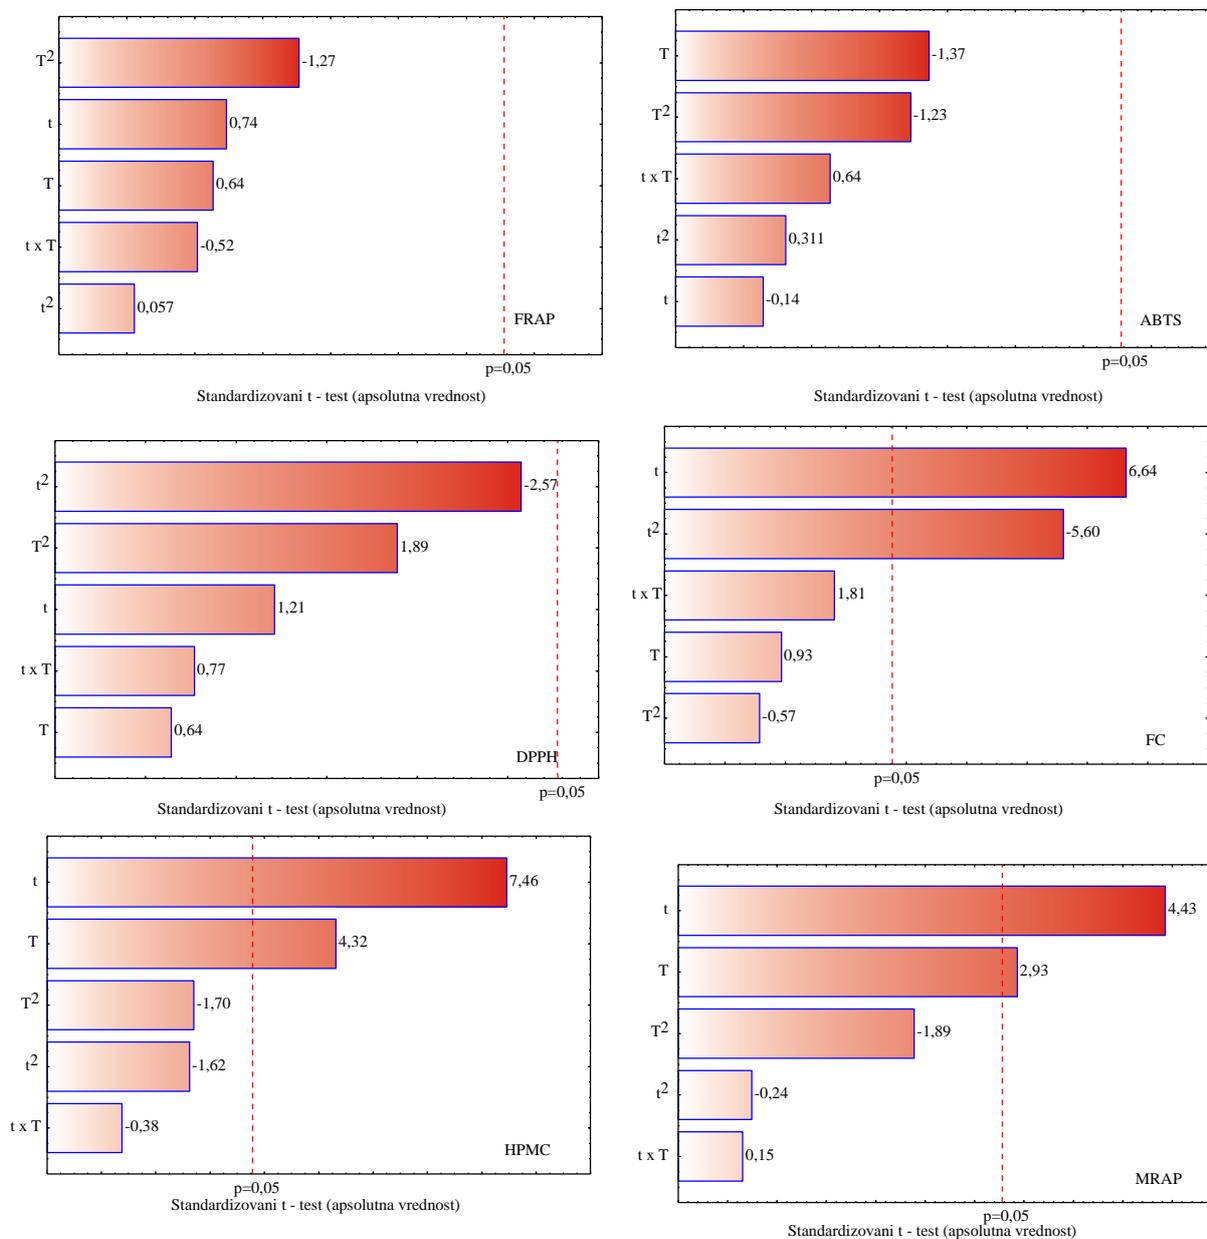 T2
-1,27
t
0,74
T
0,64
t x T
-0,52
t2
0,057
FRAP
p=0,05
Standardizovani t - test (apsolutna vrednost)
T
-1,37
T2
-1,23
t x T
0,64
t2
0,311
t
-0,14
ABTS
p=0,05
Standardizovani t - test (apsolutna vrednost)
t2
-2,57
T2
1,89
t
1,21
t x T
0,77
T
0,64
DPPH
p=0,05
Standardizovani t - test (apsolutna vrednost)
t
6,64
t2
-5,60
t x T
1,81
T
0,93
T2
-0,57
FC
p=0,05
Standardizovani t - test (apsolutna vrednost)
t
7,46
T
4,32
T2
-1,70
t2
-1,62
t x T
-0,38
HPMC
p=0,05
Standardizovani t - test (apsolutna vrednost)
t
4,43
T
2,93
T2
-1,89
t2
-0,24
t x T
0,15
MRAP
p=0,05
Standardizovani t - test (apsolutna vrednost)